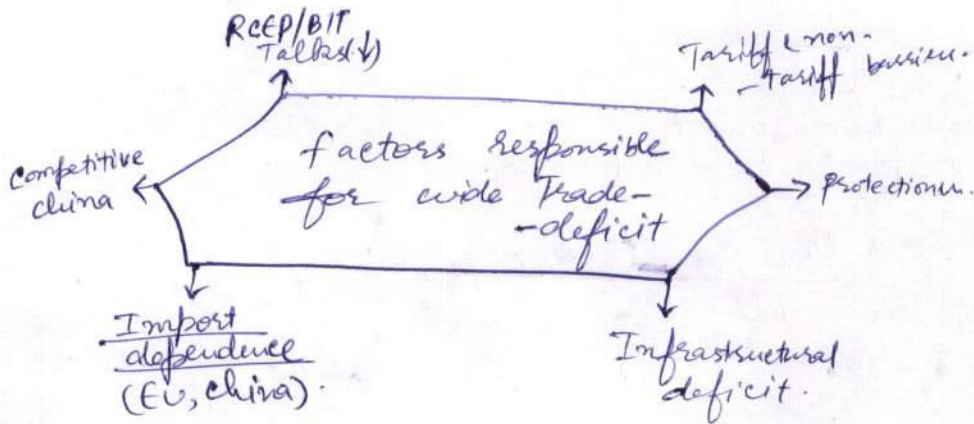 RCEP/BIT
Talks(↓)
Tariff & non-
-tariff barriers.
competitive
china
factors responsible
for wide Trade-
-deficit
Protectionism.
Import
dependence
(EU, China).
Infrastructural
deficit.